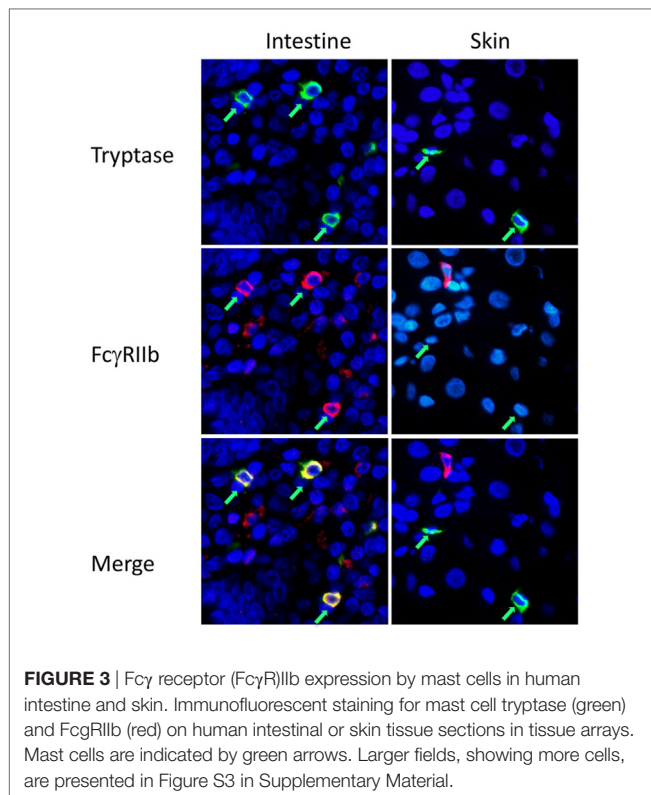 Intestine Skin
Tryptase
FcγRIIb
Merge
FIGURE 3 | Fcγ receptor (FcγR)IIb expression by mast cells in human
intestine and skin. Immunofluorescent staining for mast cell tryptase (green)
and FcgRIIb (red) on human intestinal or skin tissue sections in tissue arrays.
Mast cells are indicated by green arrows. Larger fields, showing more cells,
are presented in Figure S3 in Supplementary Material.